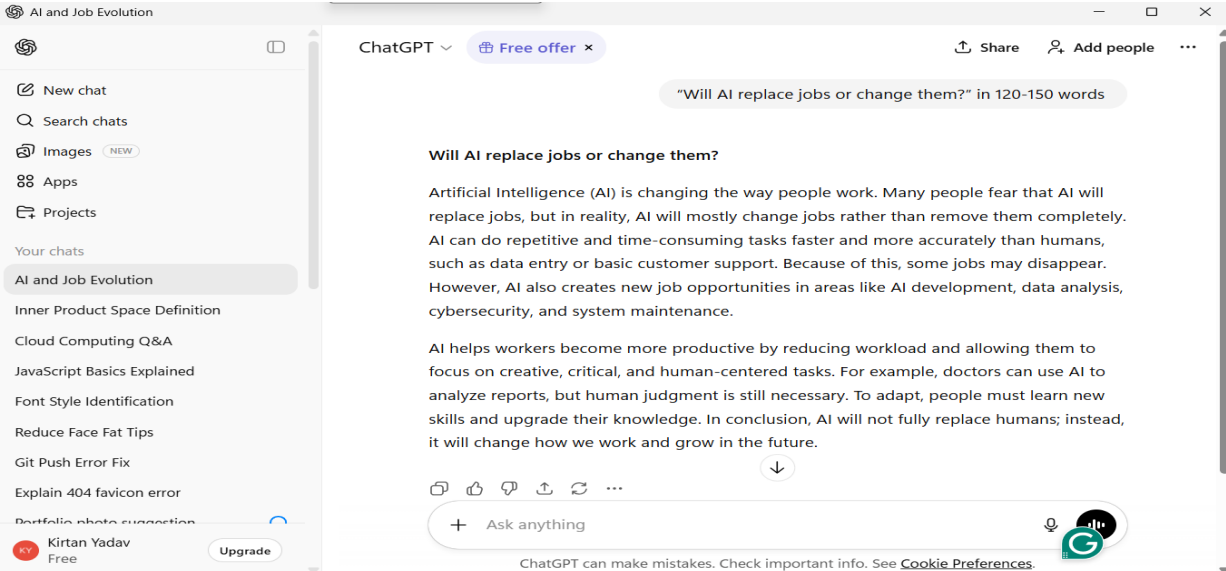 AI and Job Evolution
New chat
Search chats
Images NEW
Apps
Projects
Your chats
AI and Job Evolution
Inner Product Space Definition
Cloud Computing Q&A
JavaScript Basics Explained
Font Style Identification
Reduce Face Fat Tips
Git Push Error Fix
Explain 404 favicon error
Portfolio photo suggestion
KY
Kirtan Yadav
Free
Upgrade
ChatGPT
Free offer ×
Share
Add people
“Will AI replace jobs or change them?” in 120-150 words
Will AI replace jobs or change them?
Artificial Intelligence (AI) is changing the way people work. Many people fear that AI will
replace jobs, but in reality, AI will mostly change jobs rather than remove them completely.
AI can do repetitive and time-consuming tasks faster and more accurately than humans,
such as data entry or basic customer support. Because of this, some jobs may disappear.
However, AI also creates new job opportunities in areas like AI development, data analysis,
cybersecurity, and system maintenance.
AI helps workers become more productive by reducing workload and allowing them to
focus on creative, critical, and human-centered tasks. For example, doctors can use AI to
analyze reports, but human judgment is still necessary. To adapt, people must learn new
skills and upgrade their knowledge. In conclusion, AI will not fully replace humans; instead,
it will change how we work and grow in the future.
Ask anything
ChatGPT can make mistakes. Check important info. See Cookie Preferences.